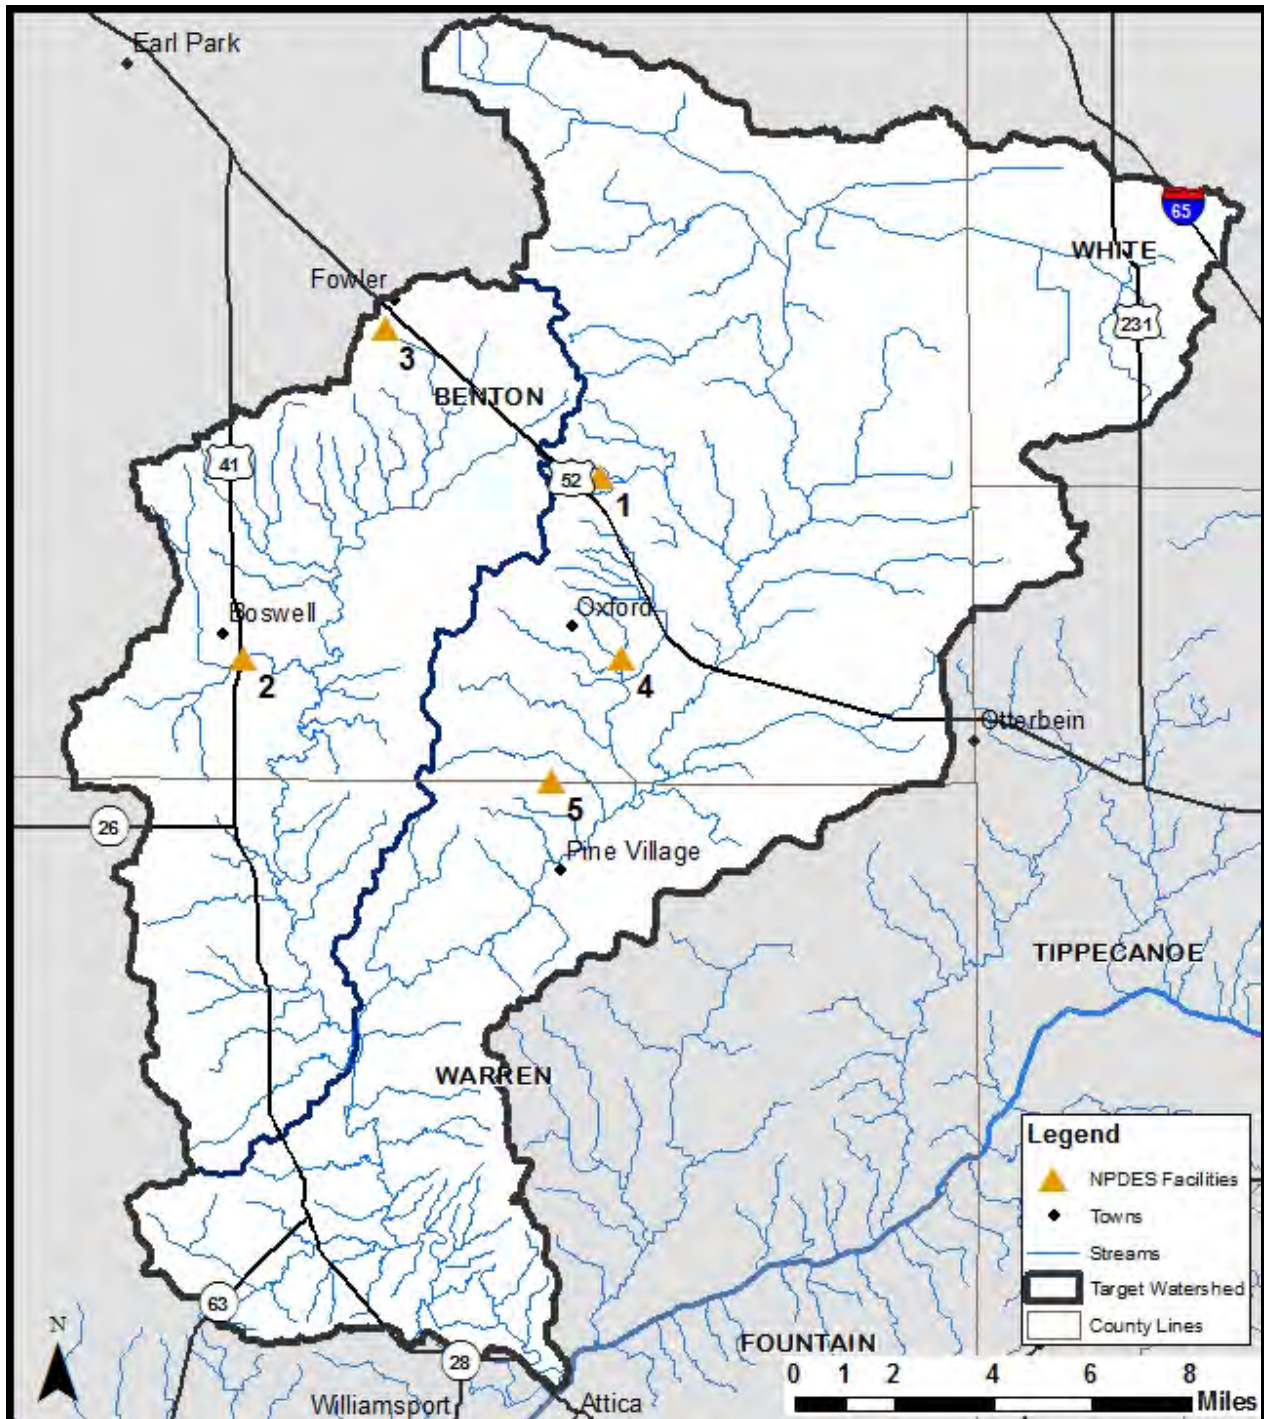 Earl Park
65
WHITE
Fowler
231
3
BENTON
41
52
1
Boswell
Oxford
2
4
Otterbein
5
26
Pine Village
TIPPECANOE
WARREN
Legend
NPDES Facilities
Towns
Streams
Target Watershed
County Lines
63
N
FOUNTAIN
28
0 1 2 4 6 8
Miles
Williamsport
Attica